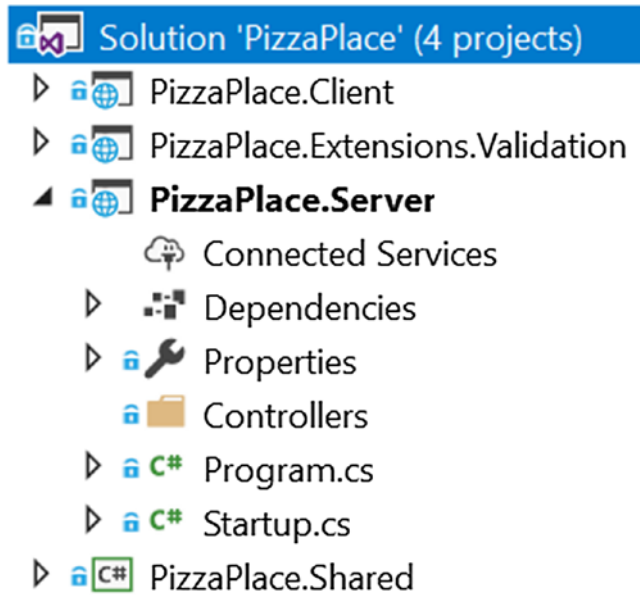 Solution 'PizzaPlace' (4 projects)
PizzaPlace.Client
PizzaPlace.Extensions.Validation
PizzaPlace.Server
Connected Services
Dependencies
Properties
Controllers
C# Program.cs
C# Startup.cs
C# PizzaPlace.Shared